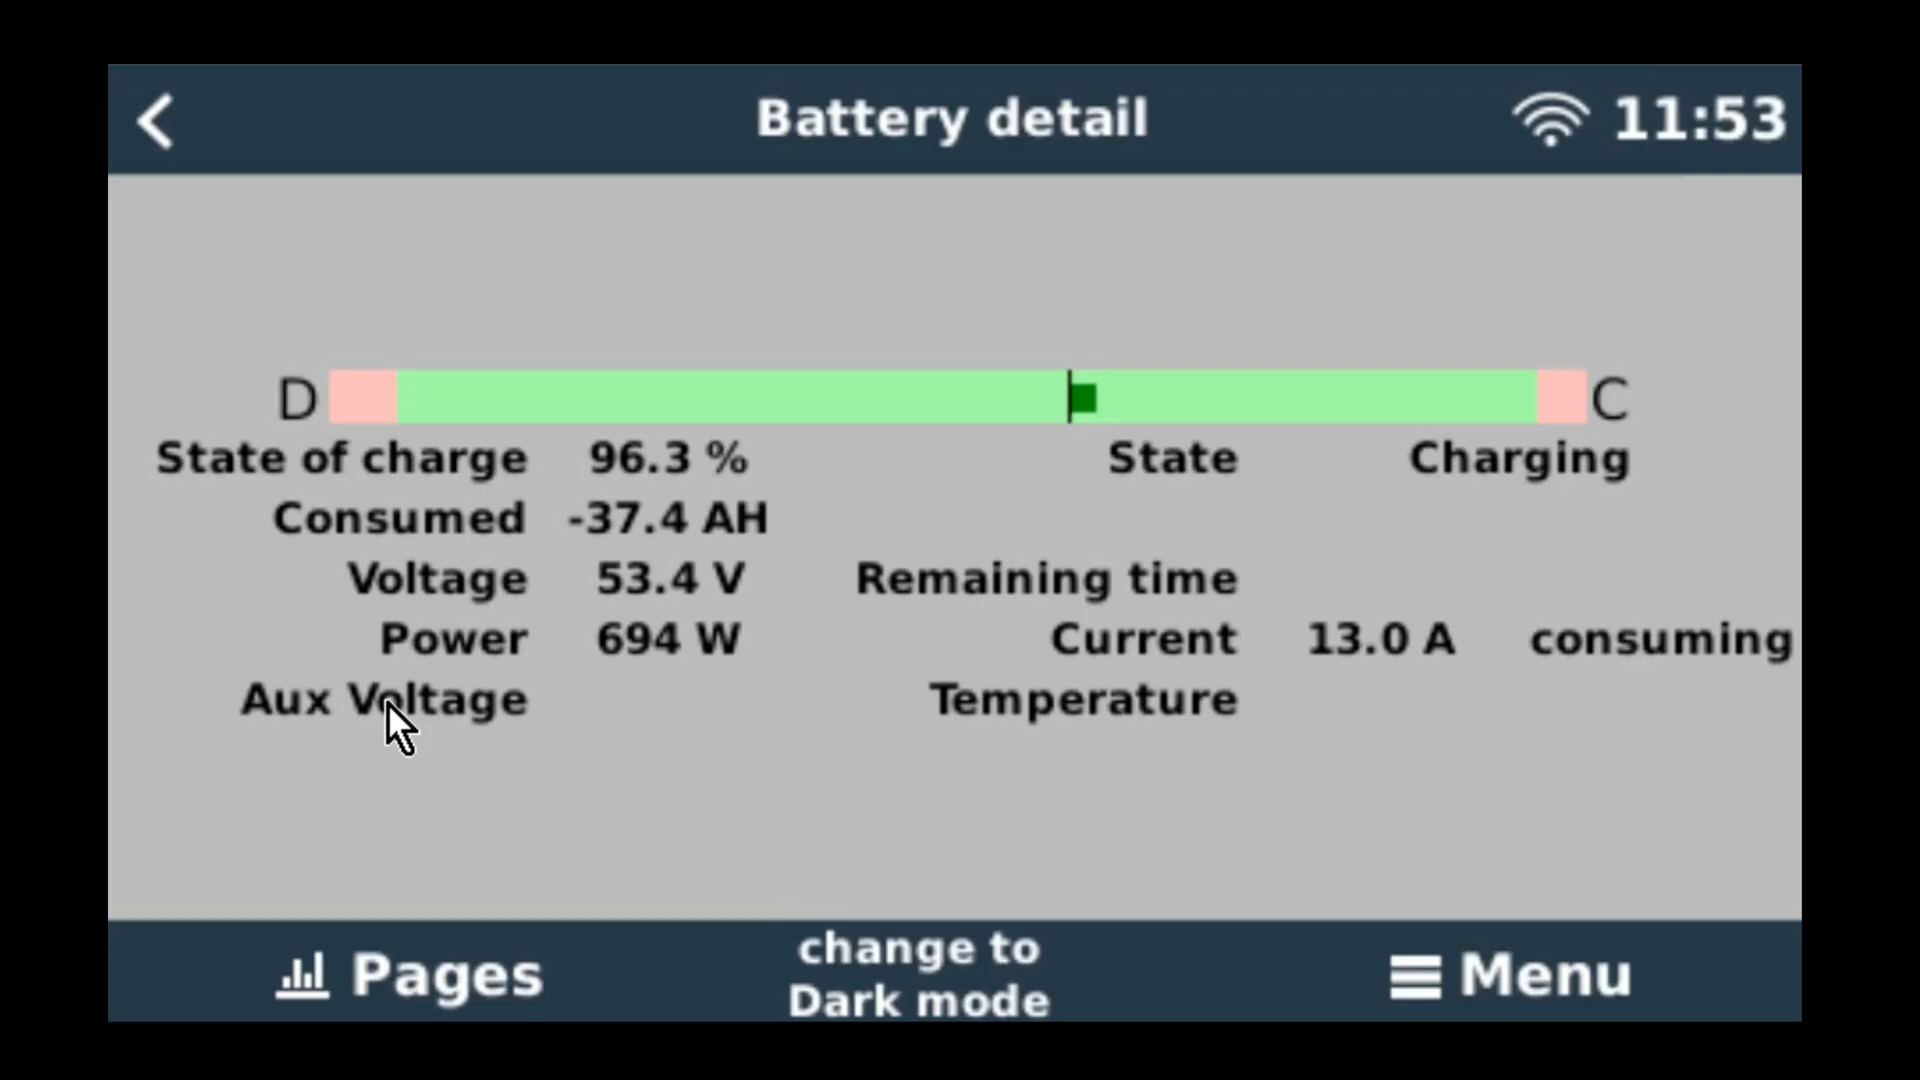 Battery detail 11:53
D C
State of charge 96.3 % State Charging
Consumed -37.4 AH
Voltage 53.4 V Remaining time
Power 694 W Current 13.0 A consuming
Aux Voltage Temperature
Pages change to Dark mode Menu